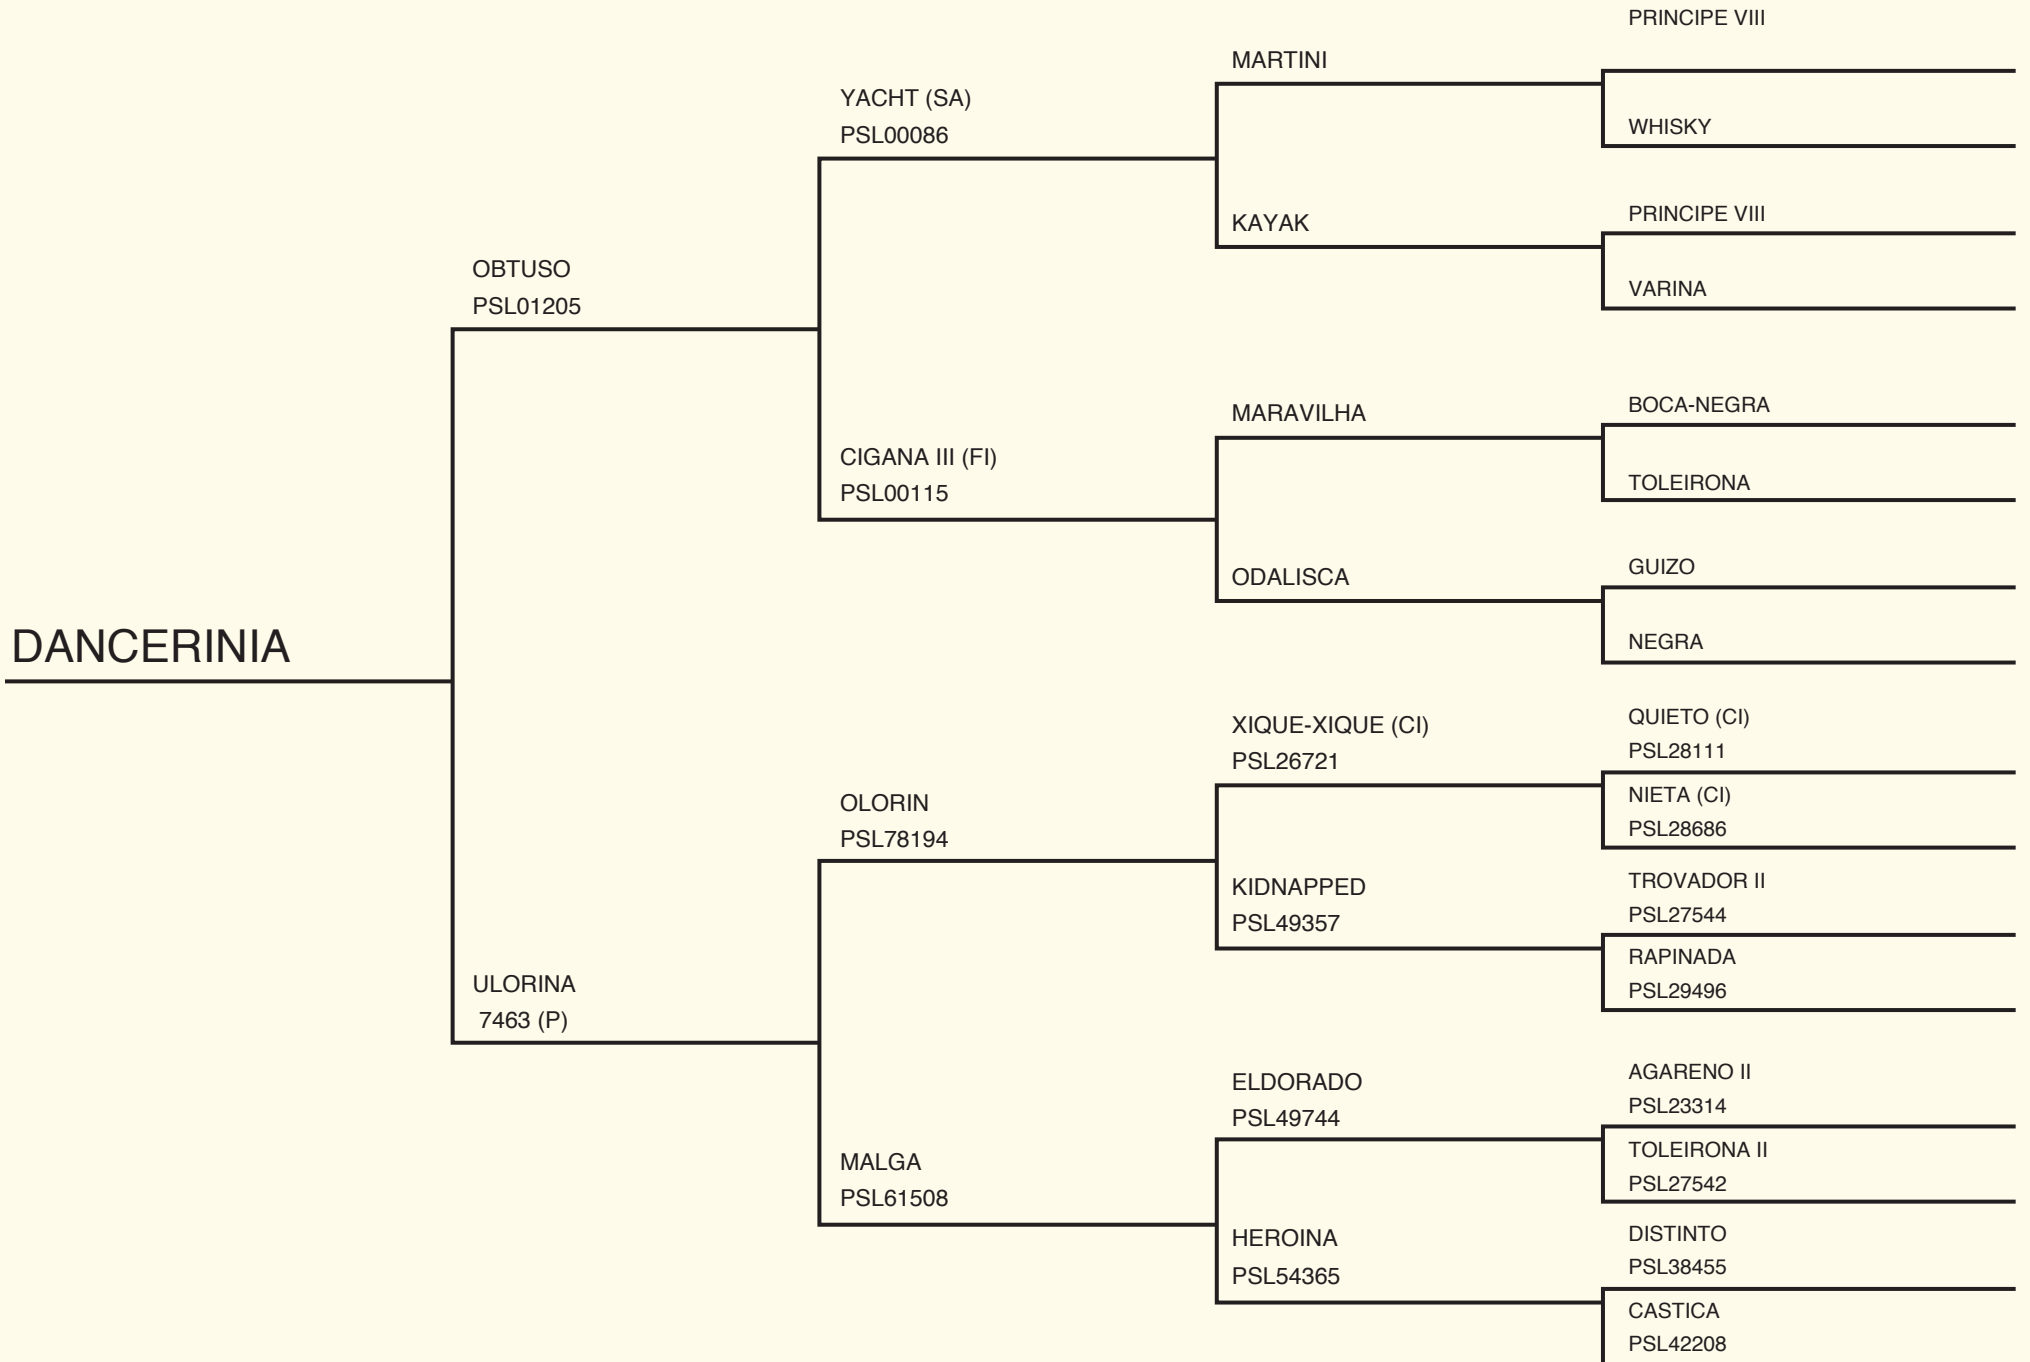 DANCERINIA
OBTUSO
PSL01205
ULORINA
7463 (P)
YACHT (SA)
PSL00086
CIGANA III (FI)
PSL00115
OLORIN
PSL78194
MALGA
PSL61508
MARTINI
KAYAK
MARAVILHA
ODALISCA
XIQUE-XIQUE (CI)
PSL26721
KIDNAPPED
PSL49357
ELDORADO
PSL49744
HEROINA
PSL54365
PRINCIPE VIII
WHISKY
PRINCIPE VIII
VARINA
BOCA-NEGRA
TOLEIRONA
GUIZO
NEGRA
QUIETO (CI)
PSL28111
NIETA (CI)
PSL28686
TROVADOR II
PSL27544
RAPINADA
PSL29496
AGARENO II
PSL23314
TOLEIRONA II
PSL27542
DISTINTO
PSL38455
CASTICA
PSL42208